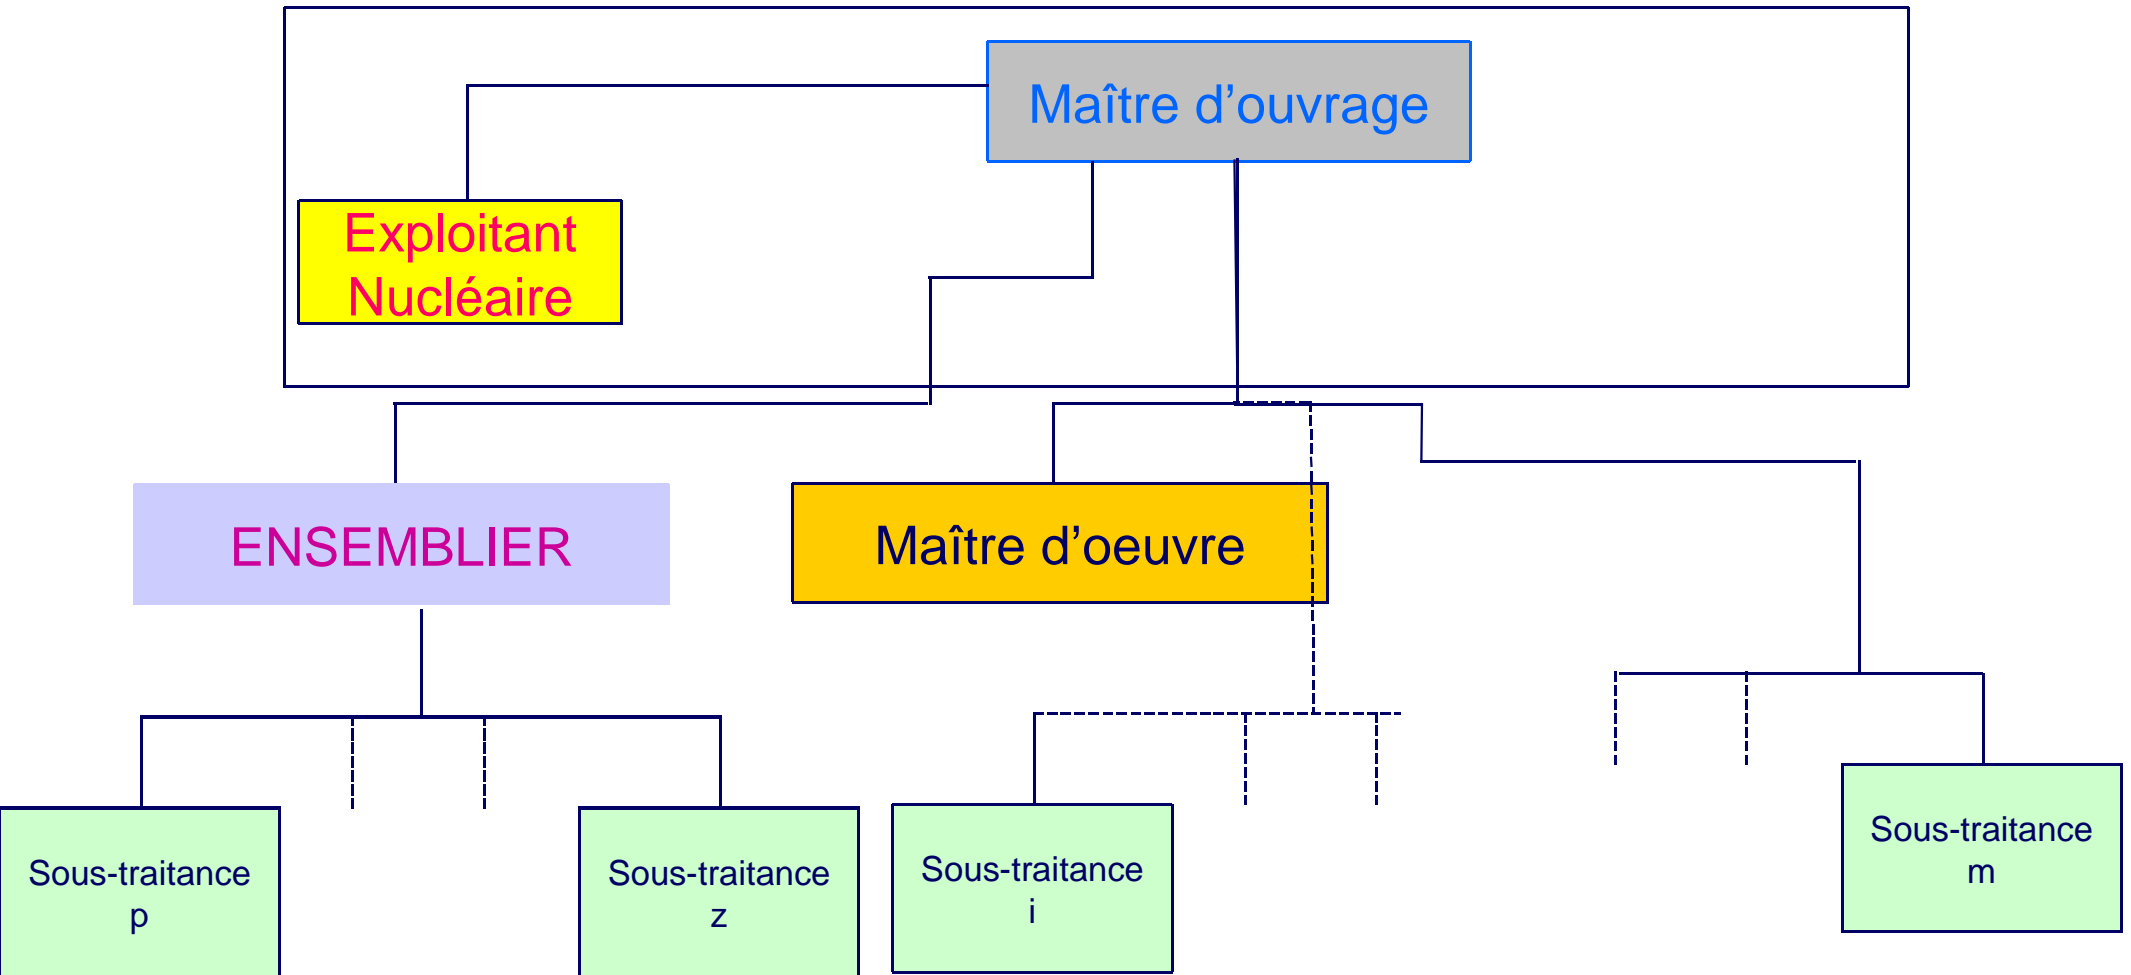 Maître d’ouvrage
Exploitant
Nucléaire
ENSEMBLIER
Maître d’oeuvre
Sous-traitance
p
Sous-traitance
z
Sous-traitance
i
Sous-traitance
m